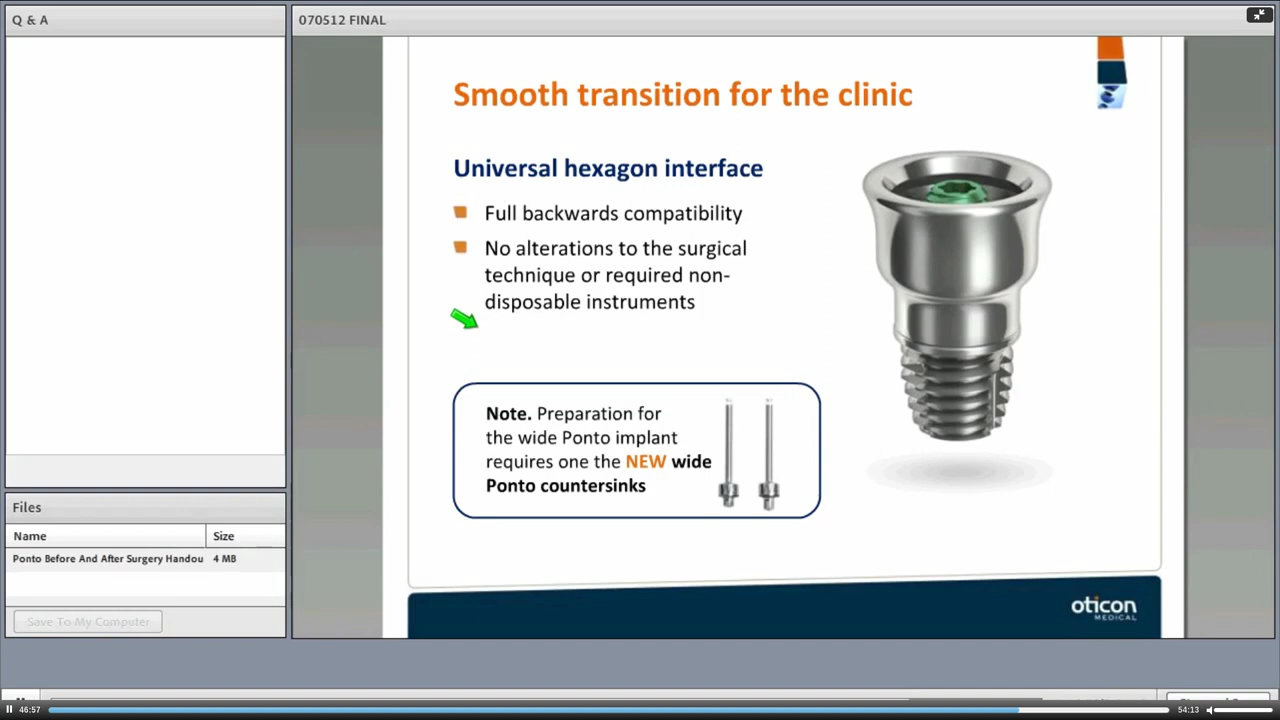 Q & A
070512 FINAL
Smooth transition for the clinic
Universal hexagon interface
Full backwards compatibility
No alterations to the surgical
technique or required non-
disposable instruments
Note. Preparation for
the wide Ponto implant
requires one the NEW wide
Ponto countersinks
oticon
MEDICAL
Files
Name Size
Ponto Before And After Surgery Handou 4 MB
Save To My Computer
46:57
54:13